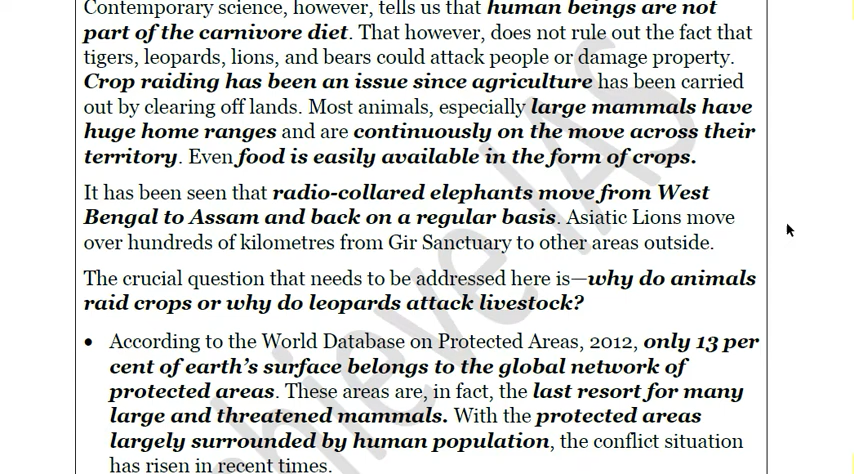 Contemporary science, however, tells us that human beings are not
part of the carnivore diet. That however, does not rule out the fact that
tigers, leopards, lions, and bears could attack people or damage property.
Crop raiding has been an issue since agriculture has been carried
out by clearing off lands. Most animals, especially large mammals have
huge home ranges and are continuously on the move across their
territory. Even food is easily available in the form of crops.
It has been seen that radio-collared elephants move from West
Bengal to Assam and back on a regular basis. Asiatic Lions move
over hundreds of kilometres from Gir Sanctuary to other areas outside.
The crucial question that needs to be addressed here is—why do animals
raid crops or why do leopards attack livestock?
• According to the World Database on Protected Areas, 2012, only 13 per
cent of earth's surface belongs to the global network of
protected areas. These areas are, in fact, the last resort for many
large and threatened mammals. With the protected areas
largely surrounded by human population, the conflict situation
has risen in recent times.